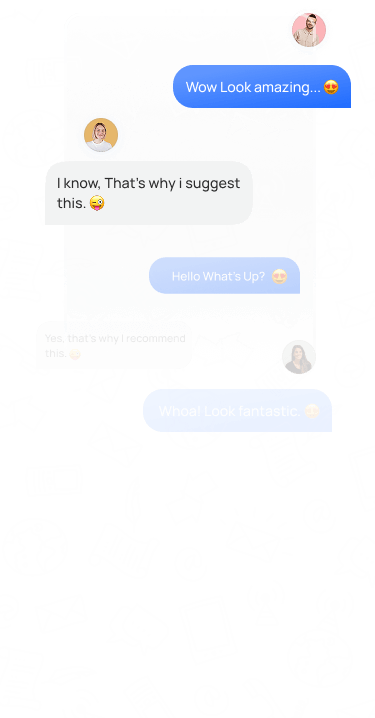 Wow Look amazing... 😍
I know, That's why i suggest
this. 😜
Hello What's Up? 😍
Yes, that's why i recommend
this. 😜
Whoa! Look fantastic. 😍